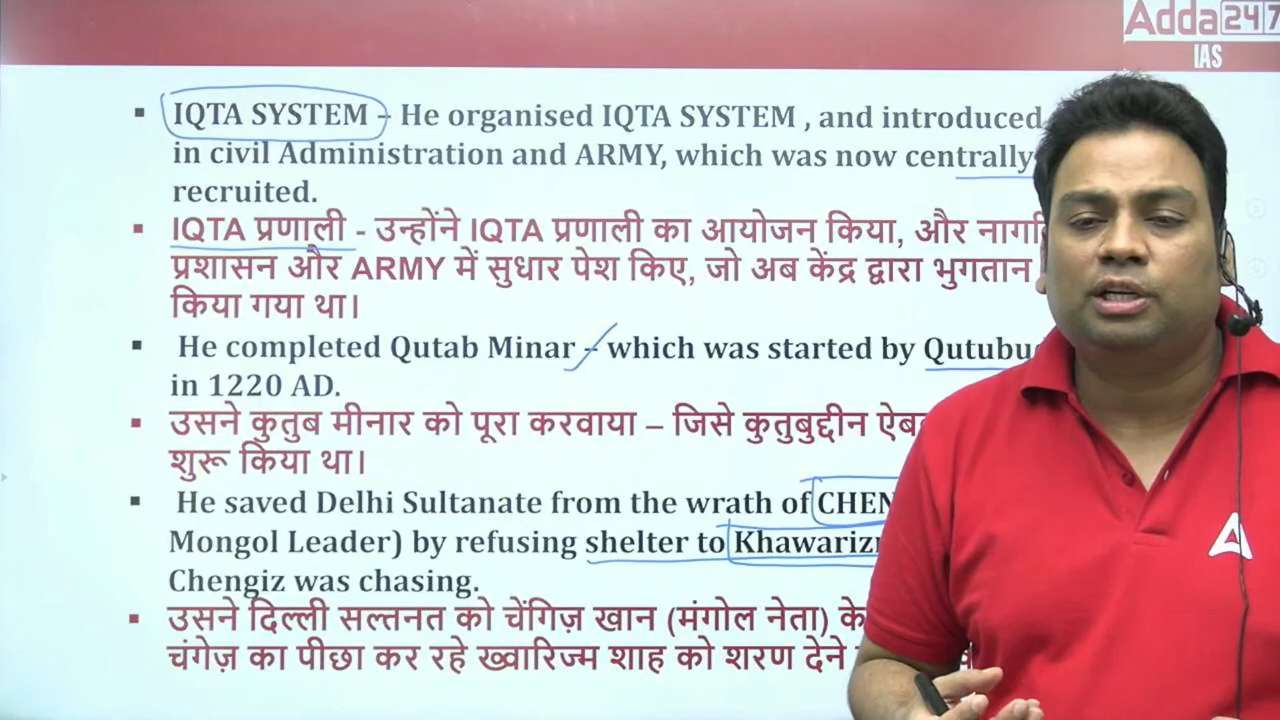 Adda247
IAS
▪ IQTA SYSTEM – He organised IQTA SYSTEM , and introduced
in civil Administration and ARMY, which was now centrally
recruited.
▪ IQTA प्रणाली - उन्होंने IQTA प्रणाली का आयोजन किया, और
प्रशासन और ARMY में सुधार पेश किए, जो अब केंद्र द्वारा भुगतान
किया गया था।
▪ He completed Qutab Minar – which was started by
in 1220 AD.
▪ उसने कुतुब मीनार को पूरा करवाया – जिसे कुतुबुद्दीन
शुरू किया था।
▪ He saved Delhi Sultanate from the wrath of
Mongol Leader) by refusing shelter to
Chengiz was chasing.
▪ उसने दिल्ली सल्तनत को चेंगिज़ खान (मंगोल नेता) के
चंगेज़ का पीछा कर रहे ख्वारिज्म शाह को शरण देने